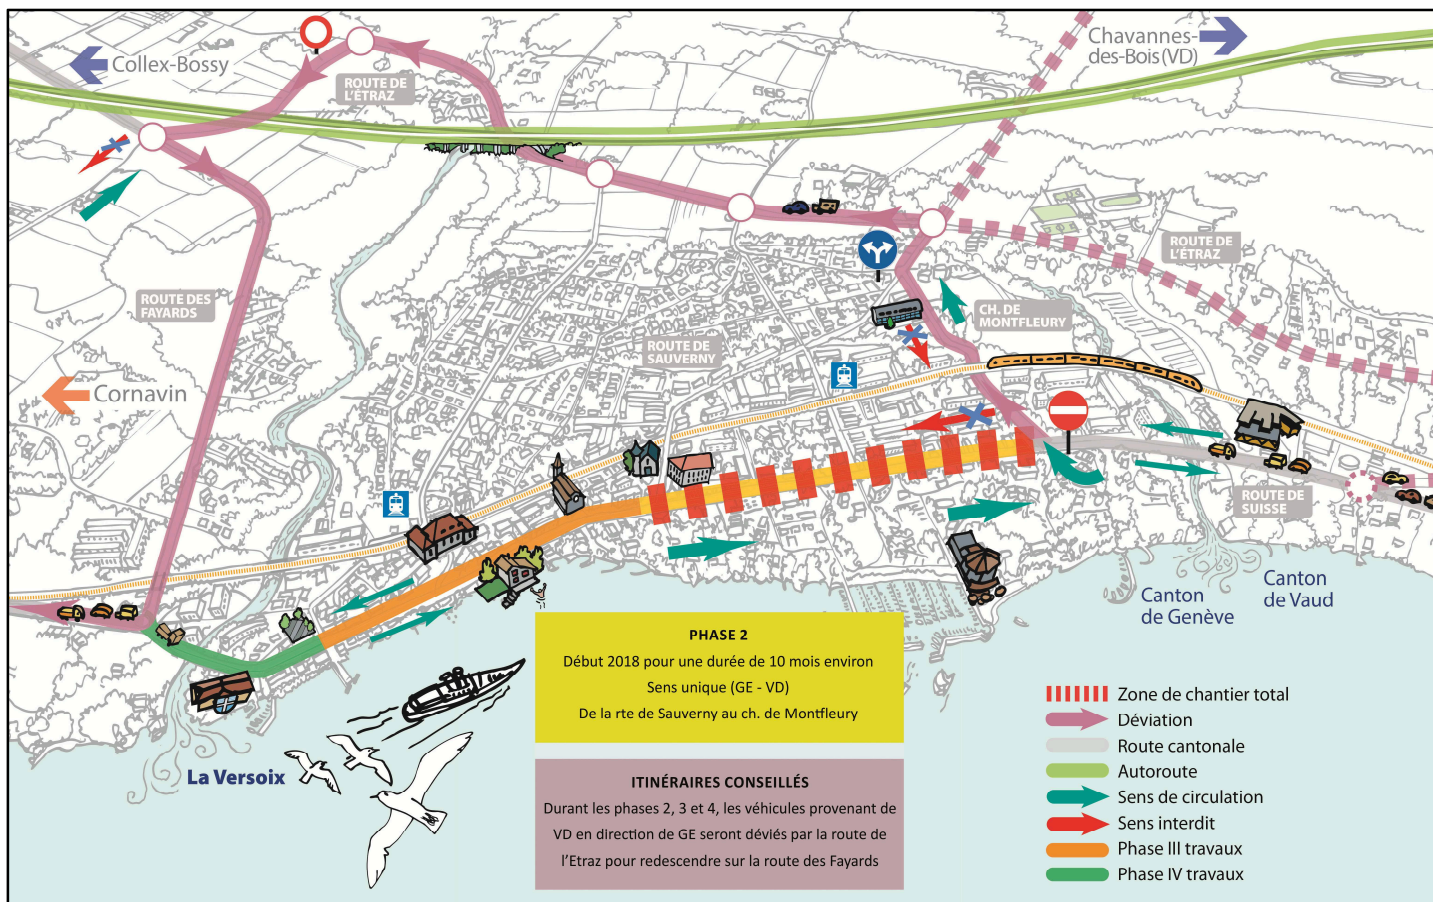 Collex-Bossy
Chavannes-
des-Bois (VD)
ROUTE DE
L'ÉTRAZ
ROUTE DES
FAYARDS
ROUTE DE
L'ÉTRAZ
CH. DE
MONTFLEURY
ROUTE DE
SAUVERNY
Cornavin
ROUTE DE
SUISSE
Canton
de Genève
Canton
de Vaud
La Versoix
PHASE 2
Début 2018 pour une durée de 10 mois environ
Sens unique (GE - VD)
De la rte de Sauverny au ch. de Montfleury
ITINÉRAIRES CONSEILLÉS
Durant les phases 2, 3 et 4, les véhicules provenant de
VD en direction de GE seront déviés par la route de
l'Etraz pour redescendre sur la route des Fayards
Zone de chantier total
Déviation
Route cantonale
Autoroute
Sens de circulation
Sens interdit
Phase III travaux
Phase IV travaux